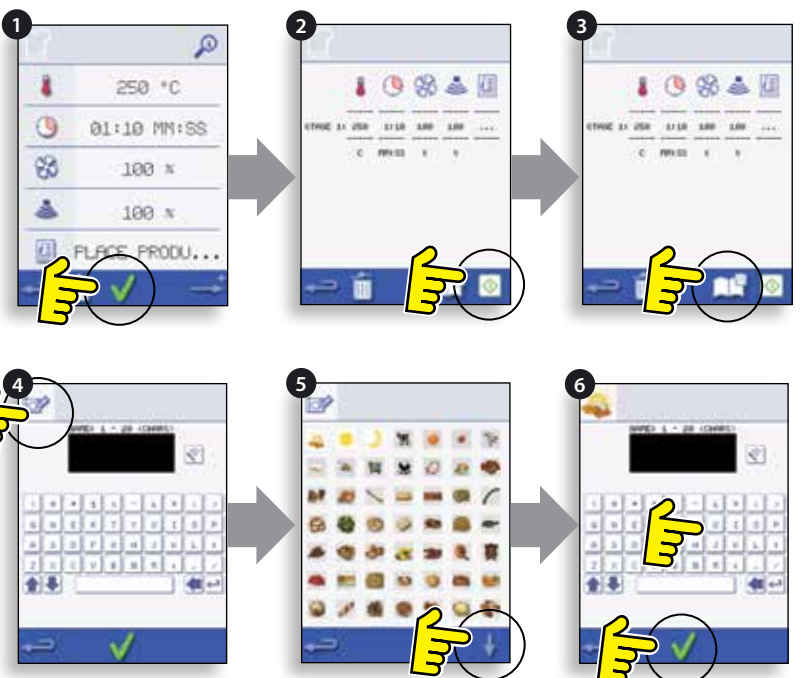 1
250 °C
01:10 MM:SS
100 %
100 %
PLACE PRODU...
2
STAGE 1: 250 1:10 100 100 ...
C MM:SS % %
3
STAGE 1: 250 1:10 100 100 ...
C MM:SS % %
4
NAME: 1 - 20 (CHARS)
5
6
NAME: 1 - 20 (CHARS)